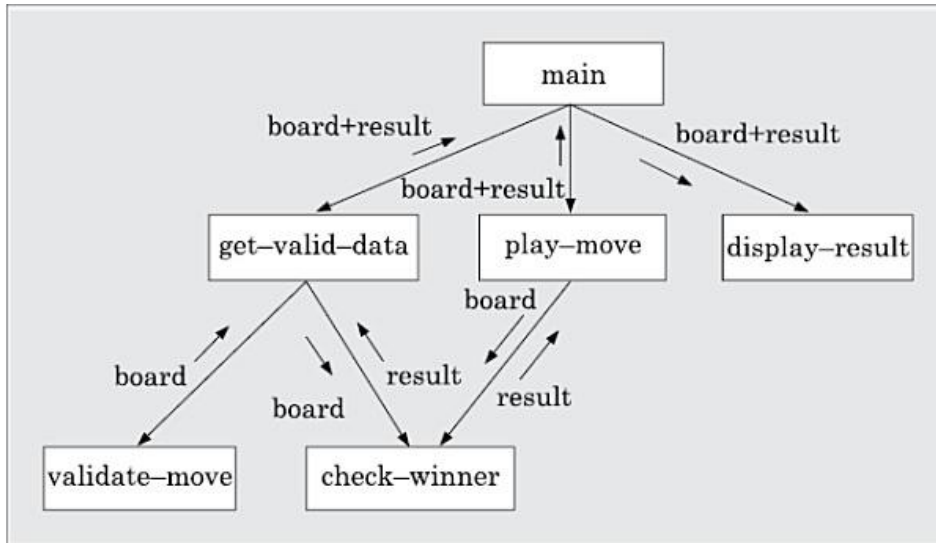 main
board+result
board+result
board+result
get–valid–data
play–move
display–result
board
board
result
board
result
validate–move
check–winner